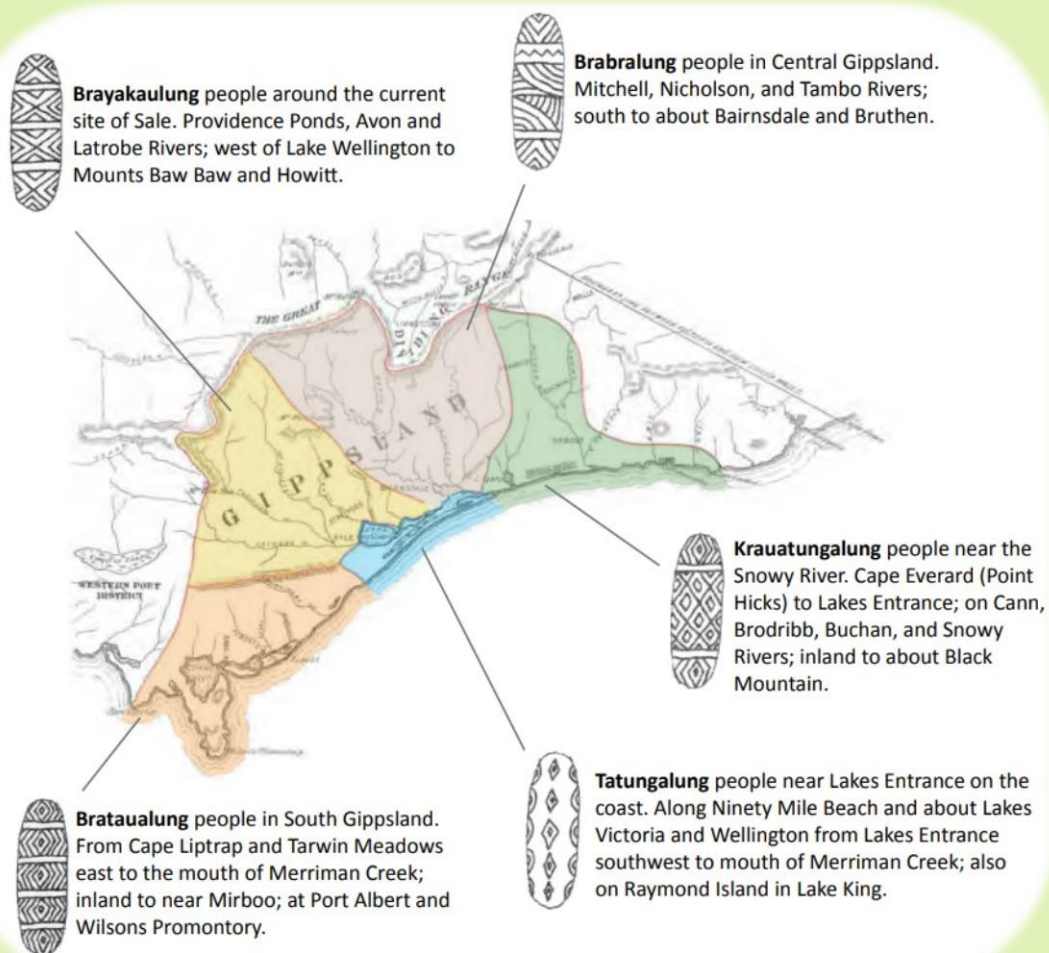 Brayakaulung people around the current
site of Sale. Providence Ponds, Avon and
Latrobe Rivers; west of Lake Wellington to
Mounts Baw Baw and Howitt.
Brabralung people in Central Gippsland.
Mitchell, Nicholson, and Tambo Rivers;
south to about Bairnsdale and Bruthen.
THE GREAT
RANGE
GIPPSLAND
SALE
WESTERN PORT
DISTRICT
Krauatungalung people near the
Snowy River. Cape Everard (Point
Hicks) to Lakes Entrance; on Cann,
Brodribb, Buchan, and Snowy
Rivers; inland to about Black
Mountain.
Tatungalung people near Lakes Entrance on the
coast. Along Ninety Mile Beach and about Lakes
Victoria and Wellington from Lakes Entrance
southwest to mouth of Merriman Creek; also
on Raymond Island in Lake King.
Brataualung people in South Gippsland.
From Cape Liptrap and Tarwin Meadows
east to the mouth of Merriman Creek;
inland to near Mirboo; at Port Albert and
Wilsons Promontory.